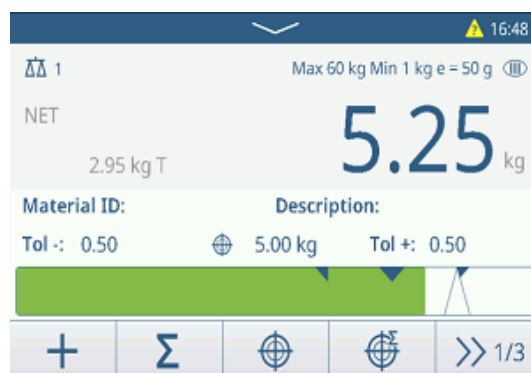 16:48
1 Max 60 kg Min 1 kg e = 50 g III
NET
5.25 kg
2.95 kg T
Material ID: Description:
Tol -: 0.50 5.00 kg Tol +: 0.50
+ Σ Σ 1/3